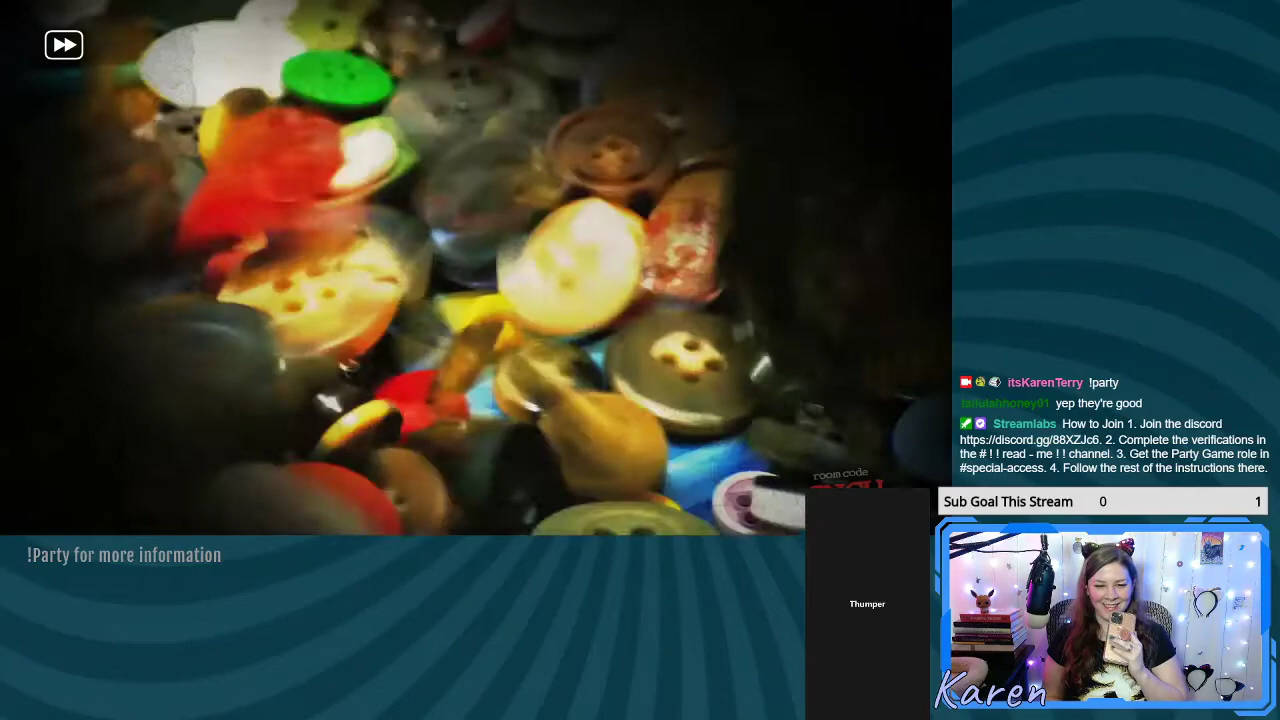 itsKarenTerry !party
yep they're good
Streamlabs How to Join 1. Join the discord
https://discord.gg/88XZJc6. 2. Complete the verifications in
the # ! ! read - me ! ! channel. 3. Get the Party Game role in
#special-access. 4. Follow the rest of the instructions there.
room code
Sub Goal This Stream 0 1
!Party for more information
Thumper
Karen